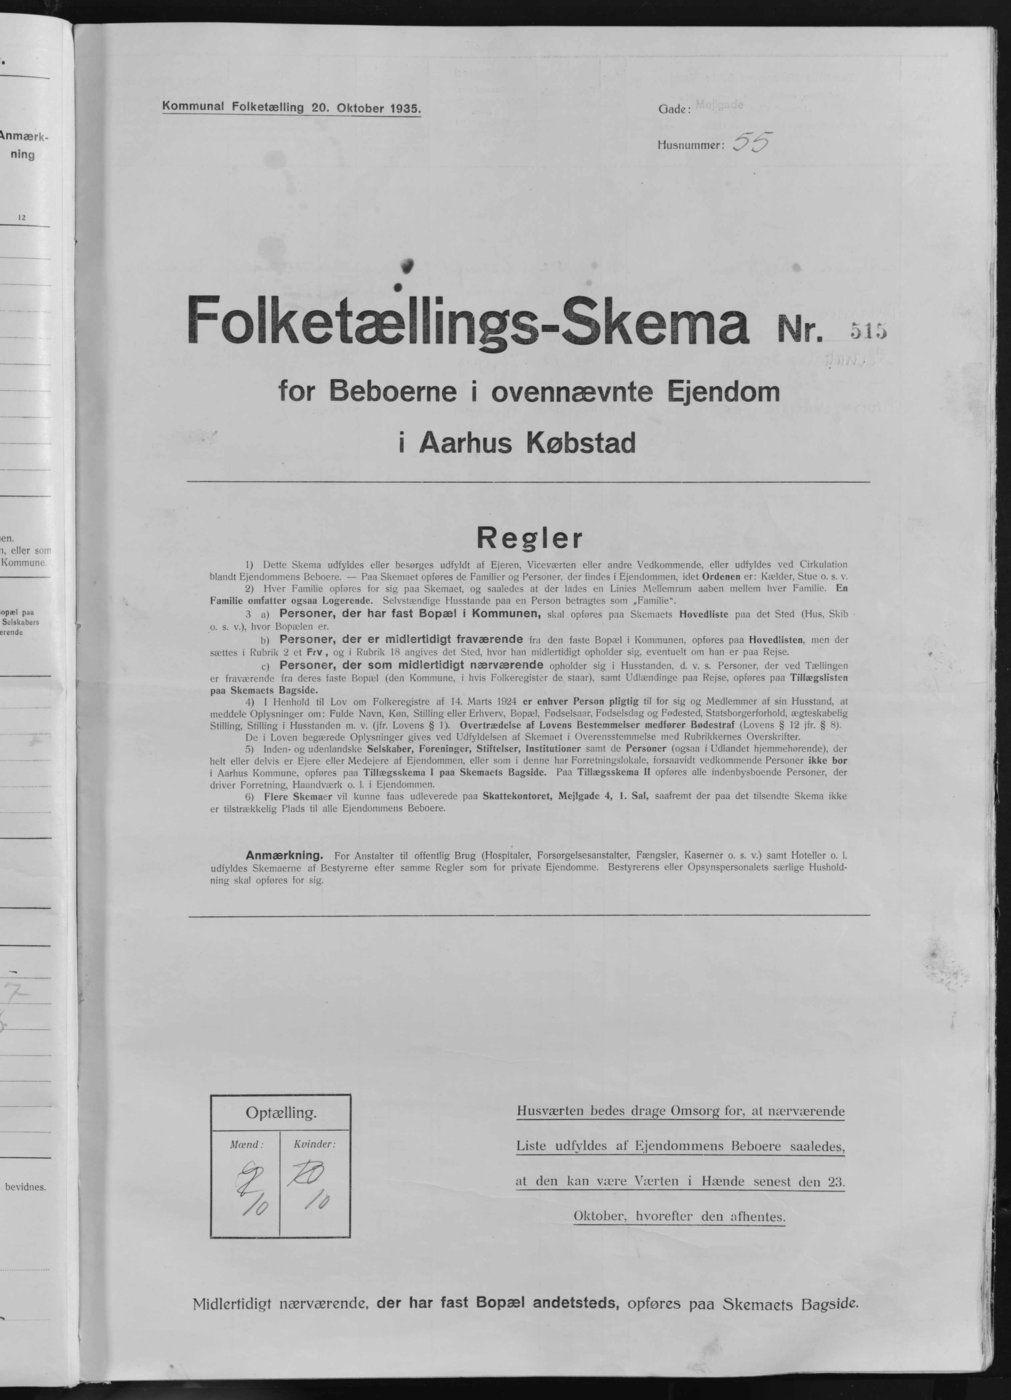 Anmærk-
ning
12
en.
n, eller som
Kommune.
opæl paa
Selskabers
erende
7
bevidnes.
Kommunal Folketælling 20. Oktober 1935.
Gade: Mejlgade
Husnummer: 55
Folketællings-Skema Nr. 515
for Beboerne i ovennævnte Ejendom
i Aarhus Købstad
Regler
1) Dette Skema udfyldes eller besørges udfyldt af Ejeren, Viceværten eller andre Vedkommende, eller udfyldes ved Cirkulation
blandt Ejendommens Beboere. — Paa Skemaet opføres de Familier og Personer, der findes i Ejendommen, idet Ordenen er: Kælder, Stue o. s. v.
2) Hver Familie opføres for sig paa Skemaet, og saaledes at der lades en Linies Mellemrum aaben mellem hver Familie. En
Familie omfatter ogsaa Logerende. Selvstændige Husstande paa en Person betragtes som „Familie“.
3 a) Personer, der har fast Bopæl i Kommunen, skal opføres paa Skemaets Hovedliste paa det Sted (Hus, Skib
o. s. v.), hvor Bopælen er.
b) Personer, der er midlertidigt fraværende fra den faste Bopæl i Kommunen, opføres paa Hovedlisten, men der
sættes i Rubrik 2 et Frv., og i Rubrik 18 angives det Sted, hvor han midlertidigt opholder sig, eventuelt om han er paa Rejse.
c) Personer, der som midlertidigt nærværende opholder sig i Husstanden, d. v. s. Personer, der ved Tællingen
er fraværende fra deres faste Bopæl (den Kommune, i hvis Folkeregister de staar), samt Udlændinge paa Rejse, opføres paa Tillægslisten
paa Skemaets Bagside.
4) I Henhold til Lov om Folkeregistre af 14. Marts 1924 er enhver Person pligtig til for sig og Medlemmer af sin Husstand, at
meddele Oplysninger om: Fulde Navn, Køn, Stilling eller Erhverv, Bopæl, Fødselsaar, Fødselsdag og Fødested, Statsborgerforhold, ægteskabelig
Stilling, Stilling i Husstanden m. v. (jfr. Lovens § 1). Overtrædelse af Lovens Bestemmelser medfører Bødestraf (Lovens § 12 jfr. § 8).
De i Loven begærede Oplysninger gives ved Udfyldelsen af Skemaet i Overensstemmelse med Rubrikkernes Overskrifter.
5) Inden- og udenlandske Selskaber, Foreninger, Stiftelser, Institutioner samt de Personer (ogsaa i Udlandet hjemmehørende), der
helt eller delvis er Ejere eller Medejere af Ejendommen, eller som i denne har Forretningslokale, forsaavidt vedkommende Personer ikke bor
i Aarhus Kommune, opføres paa Tillægsskema I paa Skemaets Bagside. Paa Tillægsskema II opføres alle indenbysboende Personer, der
driver Forretning, Haandværk o. l. i Ejendommen.
6) Flere Skemaer vil kunne faas udleverede paa Skattekontoret, Mejlgade 4, 1. Sal, saafremt der paa det tilsendte Skema ikke
er tilstrækkelig Plads til alle Ejendommens Beboere.
Anmærkning. For Anstalter til offentlig Brug (Hospitaler, Forsørgelsesanstalter, Fængsler, Kaserner o. s. v.) samt Hoteller o. l.
udfyldes Skemaerne af Bestyrerne efter samme Regler som for private Ejendomme. Bestyrerens eller Opsynspersonalets særlige Hushold-
ning skal opføres for sig.
Optælling.
Mænd: Kvinder:
10 10
Husværten bedes drage Omsorg for, at nærværende
Liste udfyldes af Ejendommens Beboere saaledes,
at den kan være Værten i Hænde senest den 23.
Oktober, hvorefter den afhentes.
Midlertidigt nærværende, der har fast Bopæl andetsteds, opføres paa Skemaets Bagside.